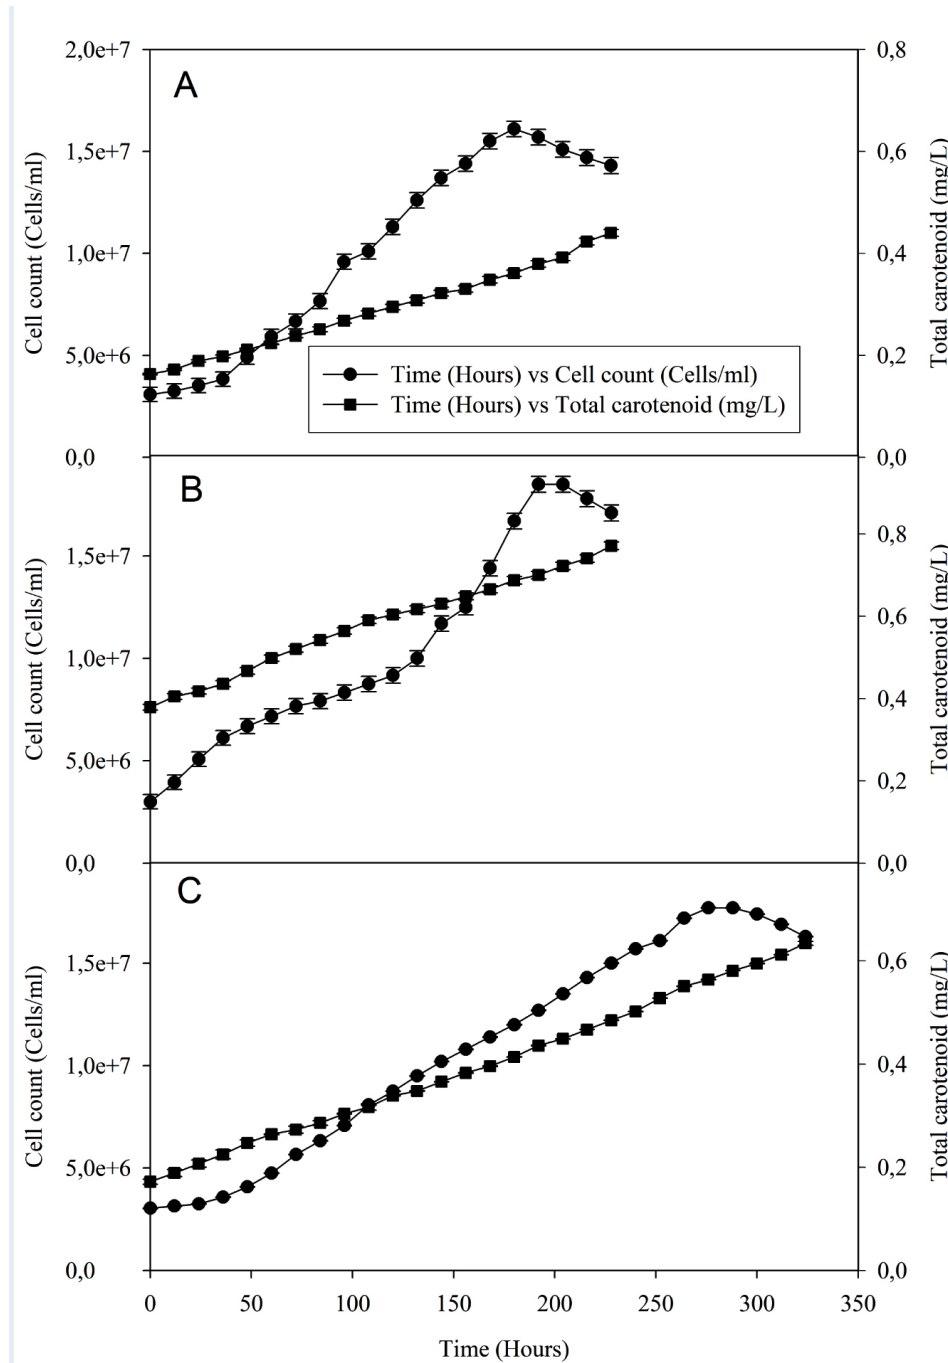 A
2,0e+7
1,5e+7
1,0e+7
5,0e+6
0,0
Cell count (Cells/ml)
0,8
0,6
0,4
0,2
0,0
Total carotenoid (mg/L)
Time (Hours) vs Cell count (Cells/ml)
Time (Hours) vs Total carotenoid (mg/L)
B
1,5e+7
1,0e+7
5,0e+6
0,0
Cell count (Cells/ml)
0,8
0,6
0,4
0,2
0,0
Total carotenoid (mg/L)
C
1,5e+7
1,0e+7
5,0e+6
0,0
Cell count (Cells/ml)
0,6
0,4
0,2
0,0
Total carotenoid (mg/L)
0 50 100 150 200 250 300 350
Time (Hours)